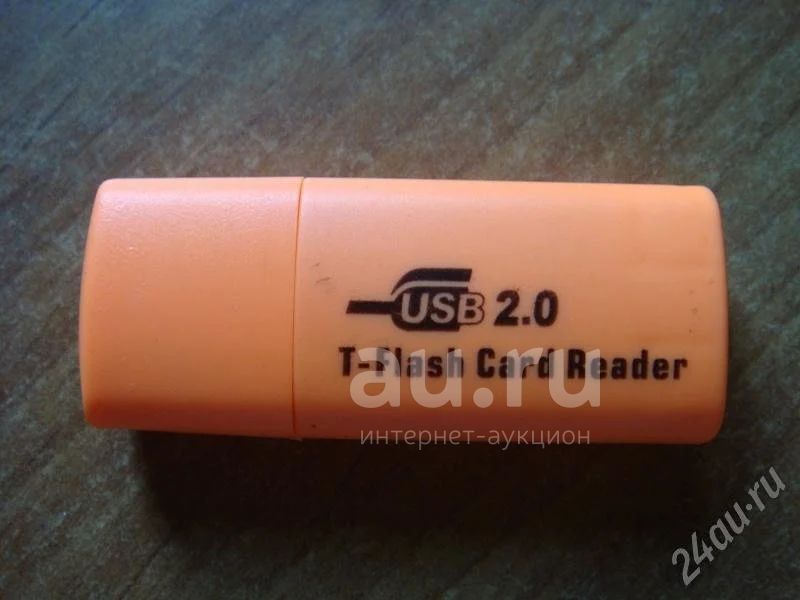 USB 2.0
T-Flash Card Reader
au.ru
интернет-аукцион
24au.ru